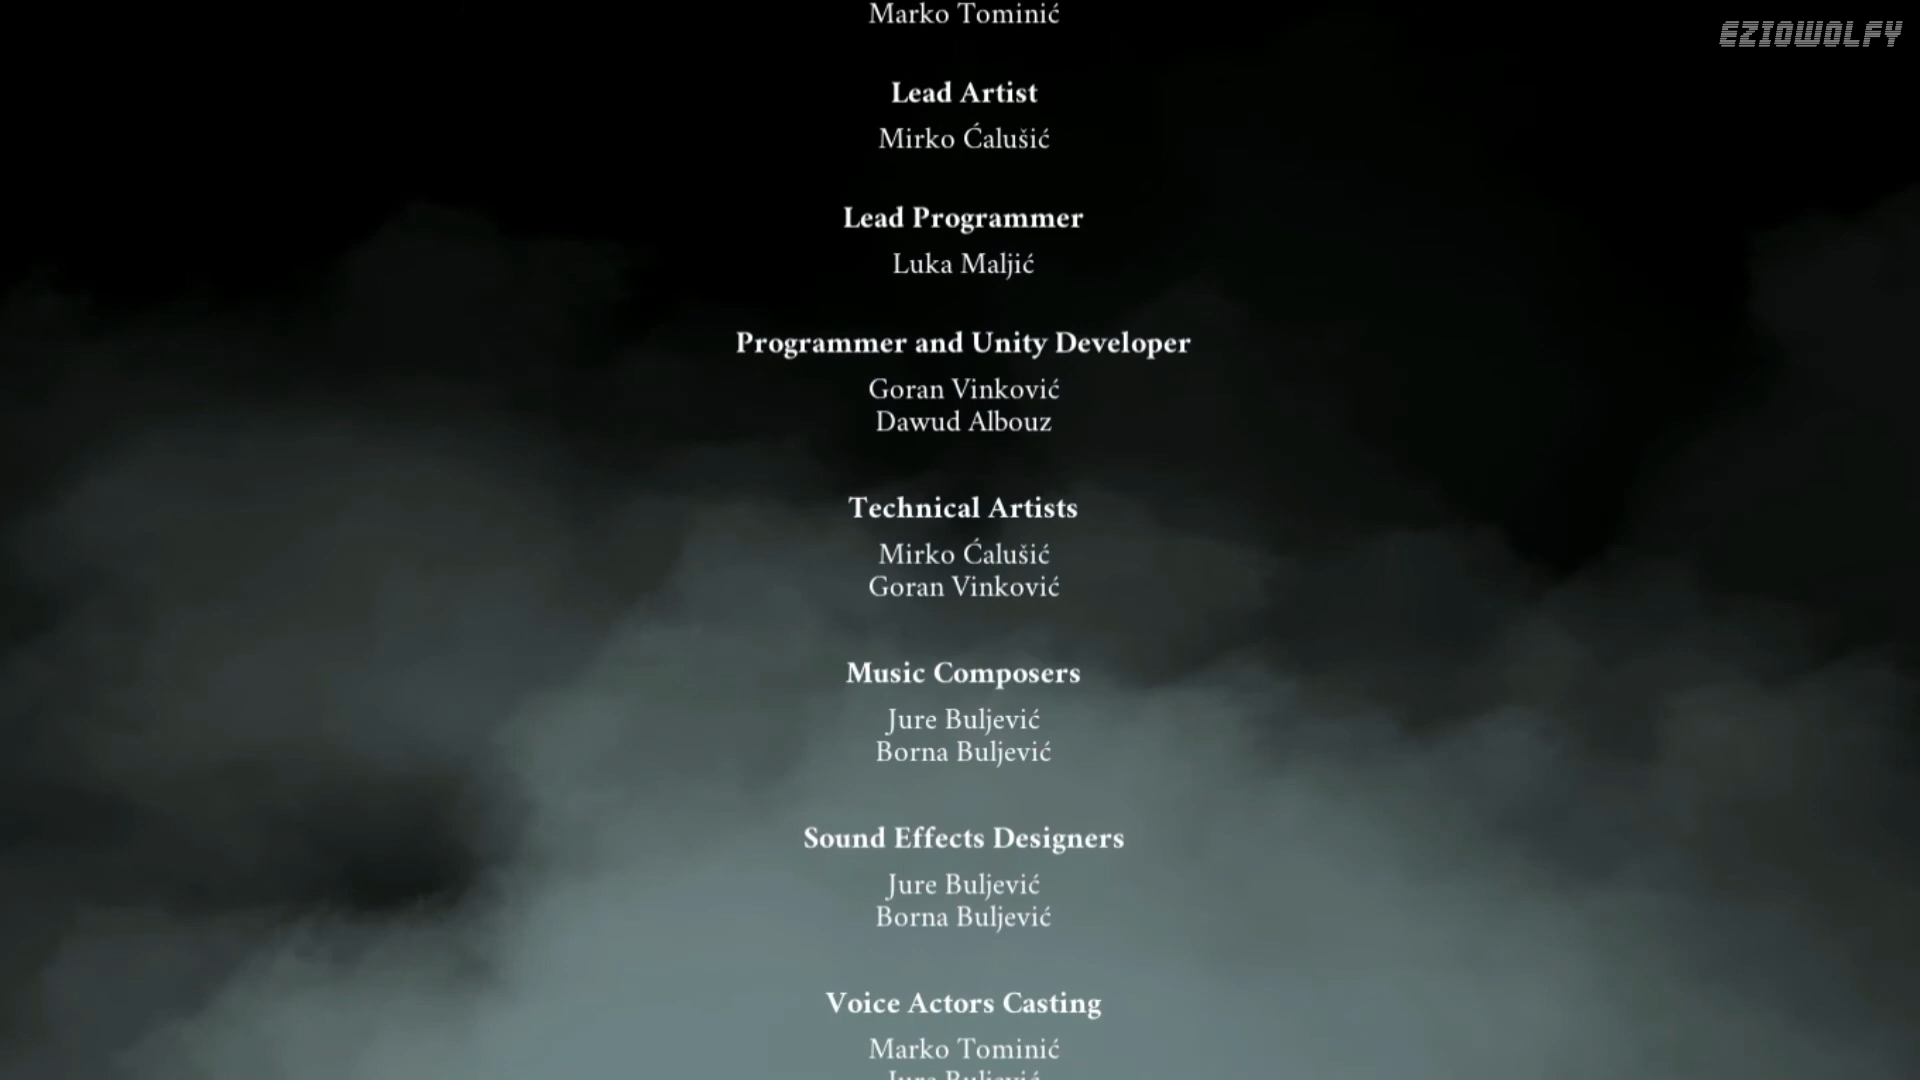 Marko Tominić
EZIOWOLFY
Lead Artist
Mirko Ćalušić
Lead Programmer
Luka Maljić
Programmer and Unity Developer
Goran Vinković
Dawud Albouz
Technical Artists
Mirko Ćalušić
Goran Vinković
Music Composers
Jure Buljević
Borna Buljević
Sound Effects Designers
Jure Buljević
Borna Buljević
Voice Actors Casting
Marko Tominić
Jure Buljević